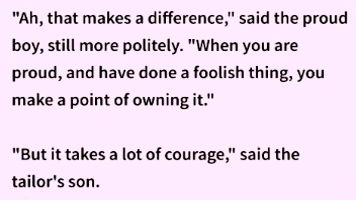 "Ah, that makes a difference," said the proud
boy, still more politely. "When you are
proud, and have done a foolish thing, you
make a point of owning it."
"But it takes a lot of courage," said the
tailor's son.